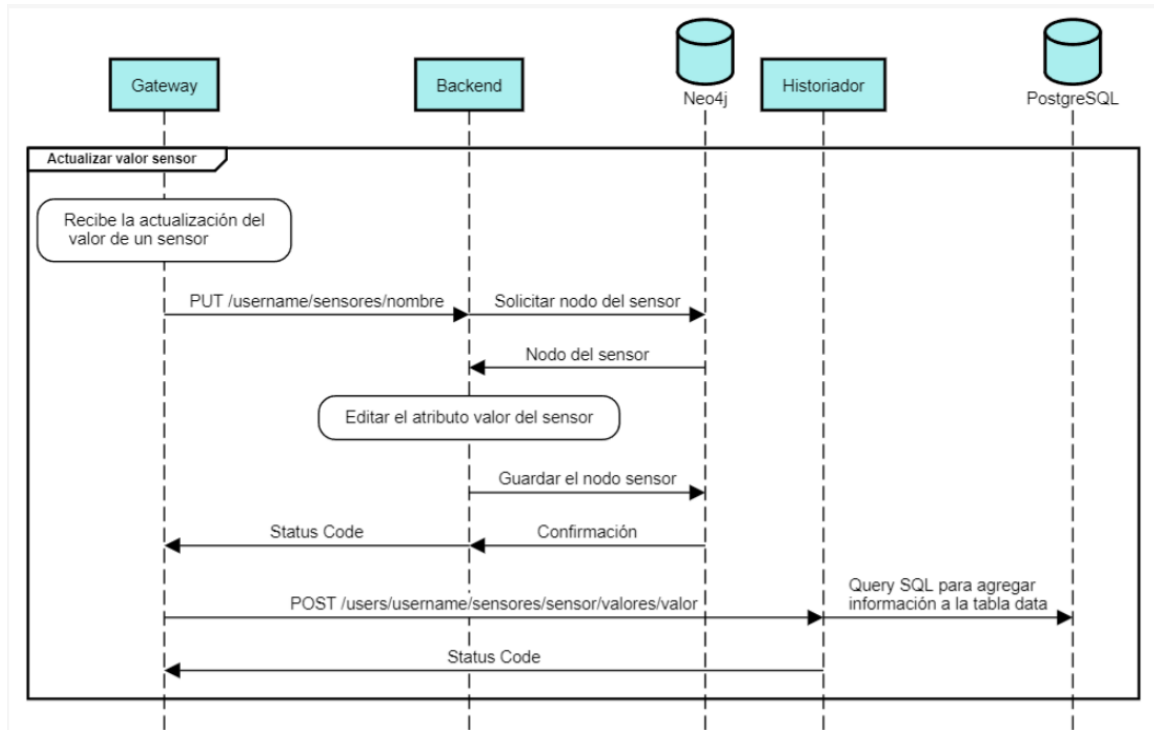 Gateway
Backend
Neo4j
Historiador
PostgreSQL
Actualizar valor sensor
Recibe la actualización del
valor de un sensor
PUT /username/sensores/nombre
Solicitar nodo del sensor
Nodo del sensor
Editar el atributo valor del sensor
Guardar el nodo sensor
Status Code
Confirmación
POST /users/username/sensores/sensor/valores/valor
Query SQL para agregar
información a la tabla data
Status Code